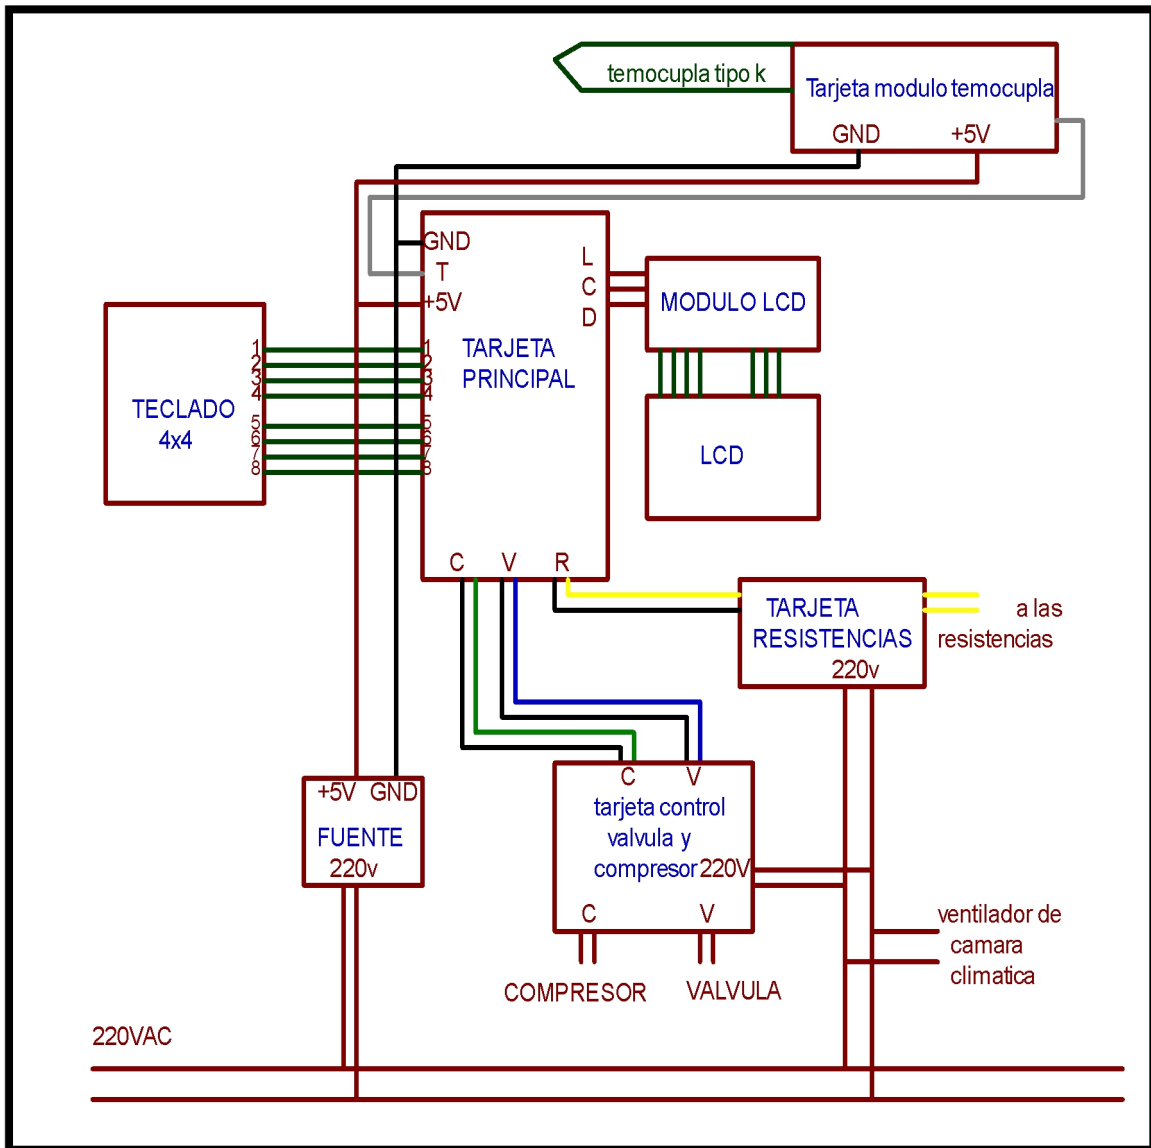 temocupla tipo k
Tarjeta modulo temocupla
GND
+5V
GND
T
+5V
L
C
D
MODULO LCD
TARJETA
PRINCIPAL
1
2
3
4
5
6
7
8
1
2
3
4
5
6
7
8
TECLADO
4x4
LCD
C
V
R
TARJETA
RESISTENCIAS
220v
a las
resistencias
C
V
tarjeta control
valvula y
compresor 220V
C
V
COMPRESOR
VALVULA
+5V
GND
FUENTE
220v
ventilador de
camara
climatica
220VAC